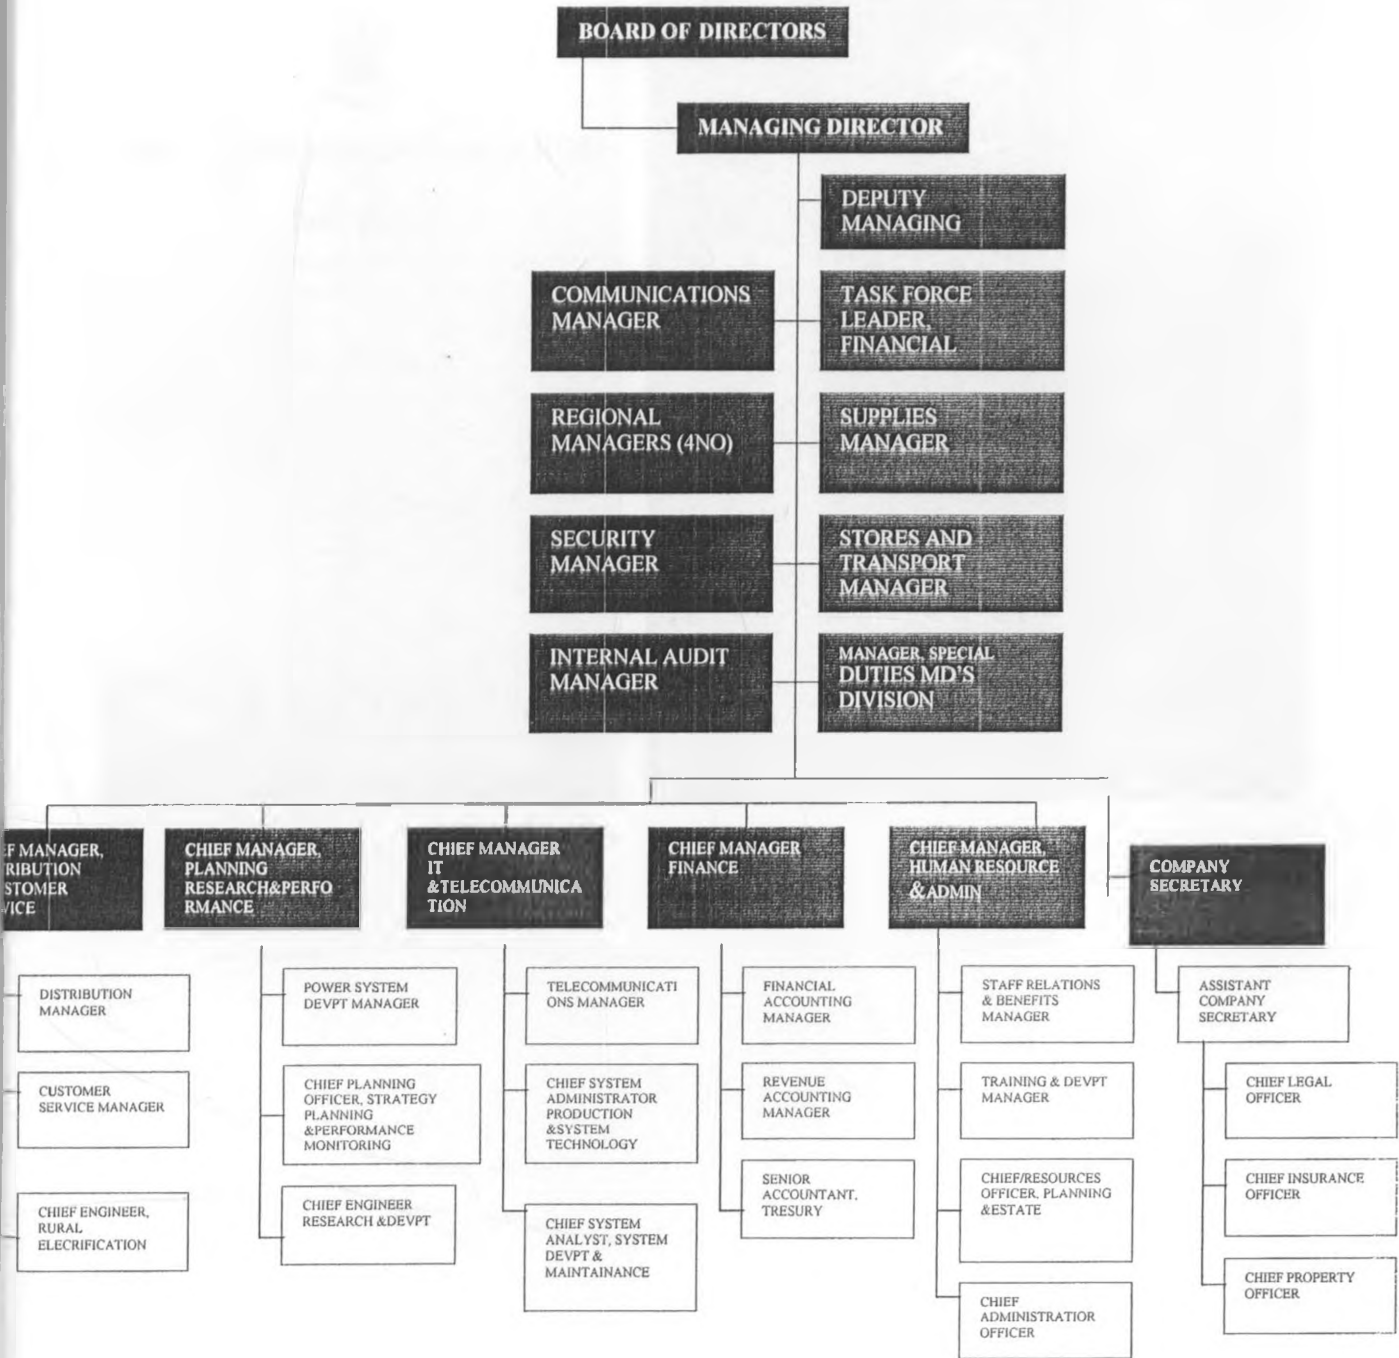 BOARD OF DIRECTORS
MANAGING DIRECTOR
DEPUTY
MANAGING
COMMUNICATIONS
MANAGER
TASK FORCE
LEADER,
FINANCIAL
REGIONAL
MANAGERS (4NO)
SUPPLIES
MANAGER
SECURITY
MANAGER
STORES AND
TRANSPORT
MANAGER
INTERNAL AUDIT
MANAGER
MANAGER, SPECIAL
DUTIES MD'S
DIVISION
EF MANAGER,
RIBUTION
STOMER
VICE
CHIEF MANAGER,
PLANNING
RESEARCH&PERFO
RMANCE
CHIEF MANAGER
IT
&TELECOMMUNICA
TION
CHIEF MANAGER
FINANCE
CHIEF MANAGER,
HUMAN RESOURCE
& ADMIN
COMPANY
SECRETARY
DISTRIBUTION
MANAGER
CUSTOMER
SERVICE MANAGER
CHIEF ENGINEER,
RURAL
ELECRIFICATION
POWER SYSTEM
DEVPT MANAGER
CHIEF PLANNING
OFFICER, STRATEGY
PLANNING
&PERFORMANCE
MONITORING
CHIEF ENGINEER
RESEARCH &DEVPT
TELECOMMUNICATI
ONS MANAGER
CHIEF SYSTEM
ADMINISTRATOR
PRODUCTION
&SYSTEM
TECHNOLOGY
CHIEF SYSTEM
ANALYST, SYSTEM
DEVPT &
MAINTAINANCE
FINANCIAL
ACCOUNTING
MANAGER
REVENUE
ACCOUNTING
MANAGER
SENIOR
ACCOUNTANT,
TRESURY
STAFF RELATIONS
& BENEFITS
MANAGER
TRAINING & DEVPT
MANAGER
CHIEF/RESOURCES
OFFICER, PLANNING
&ESTATE
CHIEF
ADMINISTRATIOR
OFFICER
ASSISTANT
COMPANY
SECRETARY
CHIEF LEGAL
OFFICER
CHIEF INSURANCE
OFFICER
CHIEF PROPERTY
OFFICER